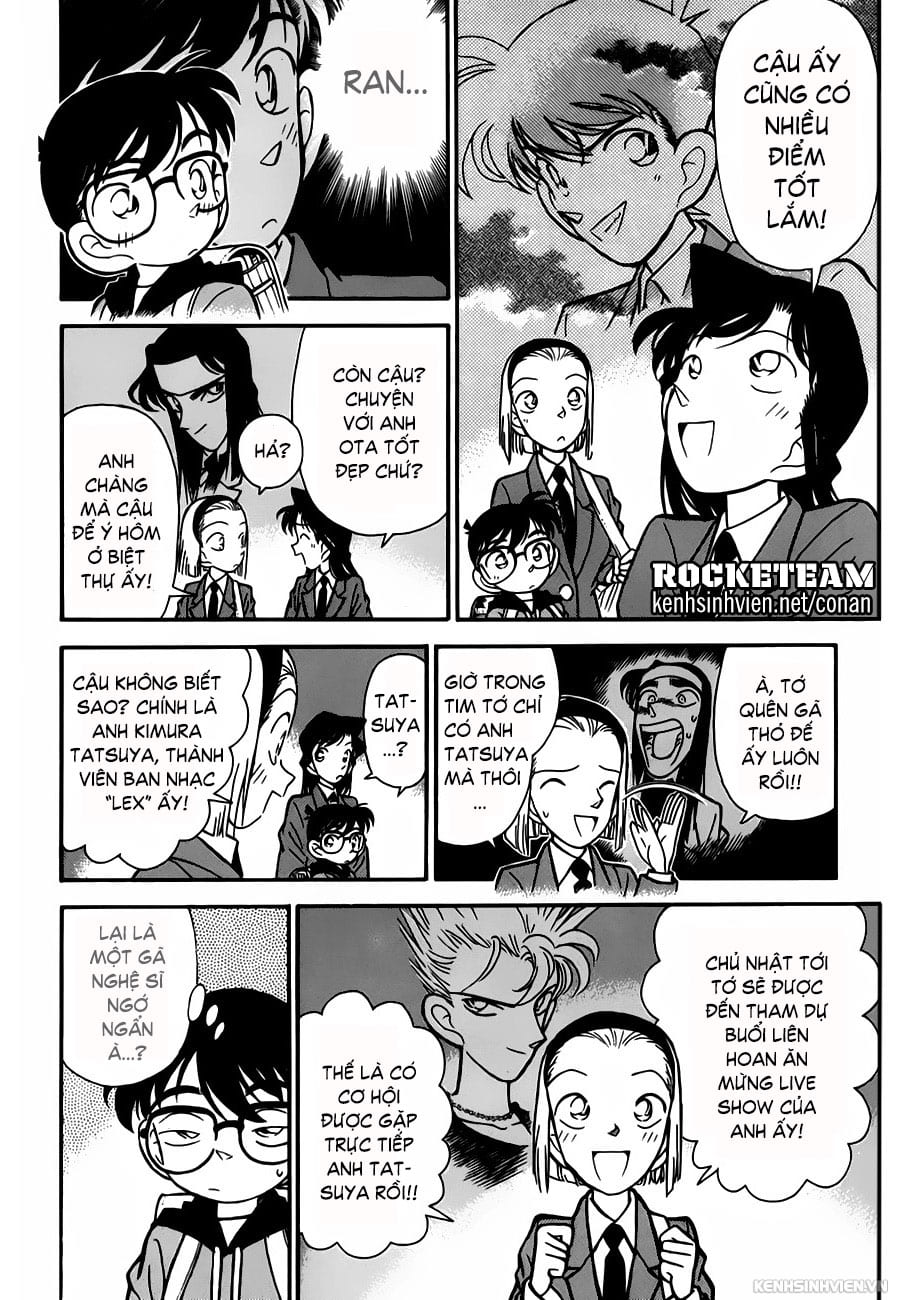 CẬU ẤY
CŨNG CÓ
NHIỀU
ĐIỂM
TỐT
LẮM!
RAN...
CÒN CẬU?
CHUYỆN
VỚI ANH
OTA TỐT
ĐẸP CHỨ?
HẢ?
ANH
CHÀNG
MÀ CẬU
ĐỂ Ý HÔM
Ở BIỆT
THỰ ẤY!
ROCKETEAM
kenhsinhvien.net/conan
À, TỚ
QUÊN GÃ
THÓ ĐẾ
ẤY LUÔN
RỒI!!
GIỜ TRONG
TIM TỚ CHỈ
CÓ ANH
TATSUYA
MÀ THÔI
...
TAT-
SUYA
...?
CẬU KHÔNG BIẾT
SAO? CHÍNH LÀ
ANH KIMURA
TATSUYA, THÀNH
VIÊN BAN NHẠC
"LEX" ẤY!
CHỦ NHẬT TỚI
TỚ SẼ ĐƯỢC
ĐẾN THAM DỰ
BUỔI LIÊN
HOAN ĂN
MỪNG LIVE
SHOW CỦA
ANH ẤY!
THẾ LÀ CÓ
CƠ HỘI
ĐƯỢC GẶP
TRỰC TIẾP
ANH TAT-
SUYA RỒI!!
LẠI LÀ
MỘT GÃ
NGHỆ SĨ
NGỚ
NGẨN
À...?
KENHSINHVIEN.VN